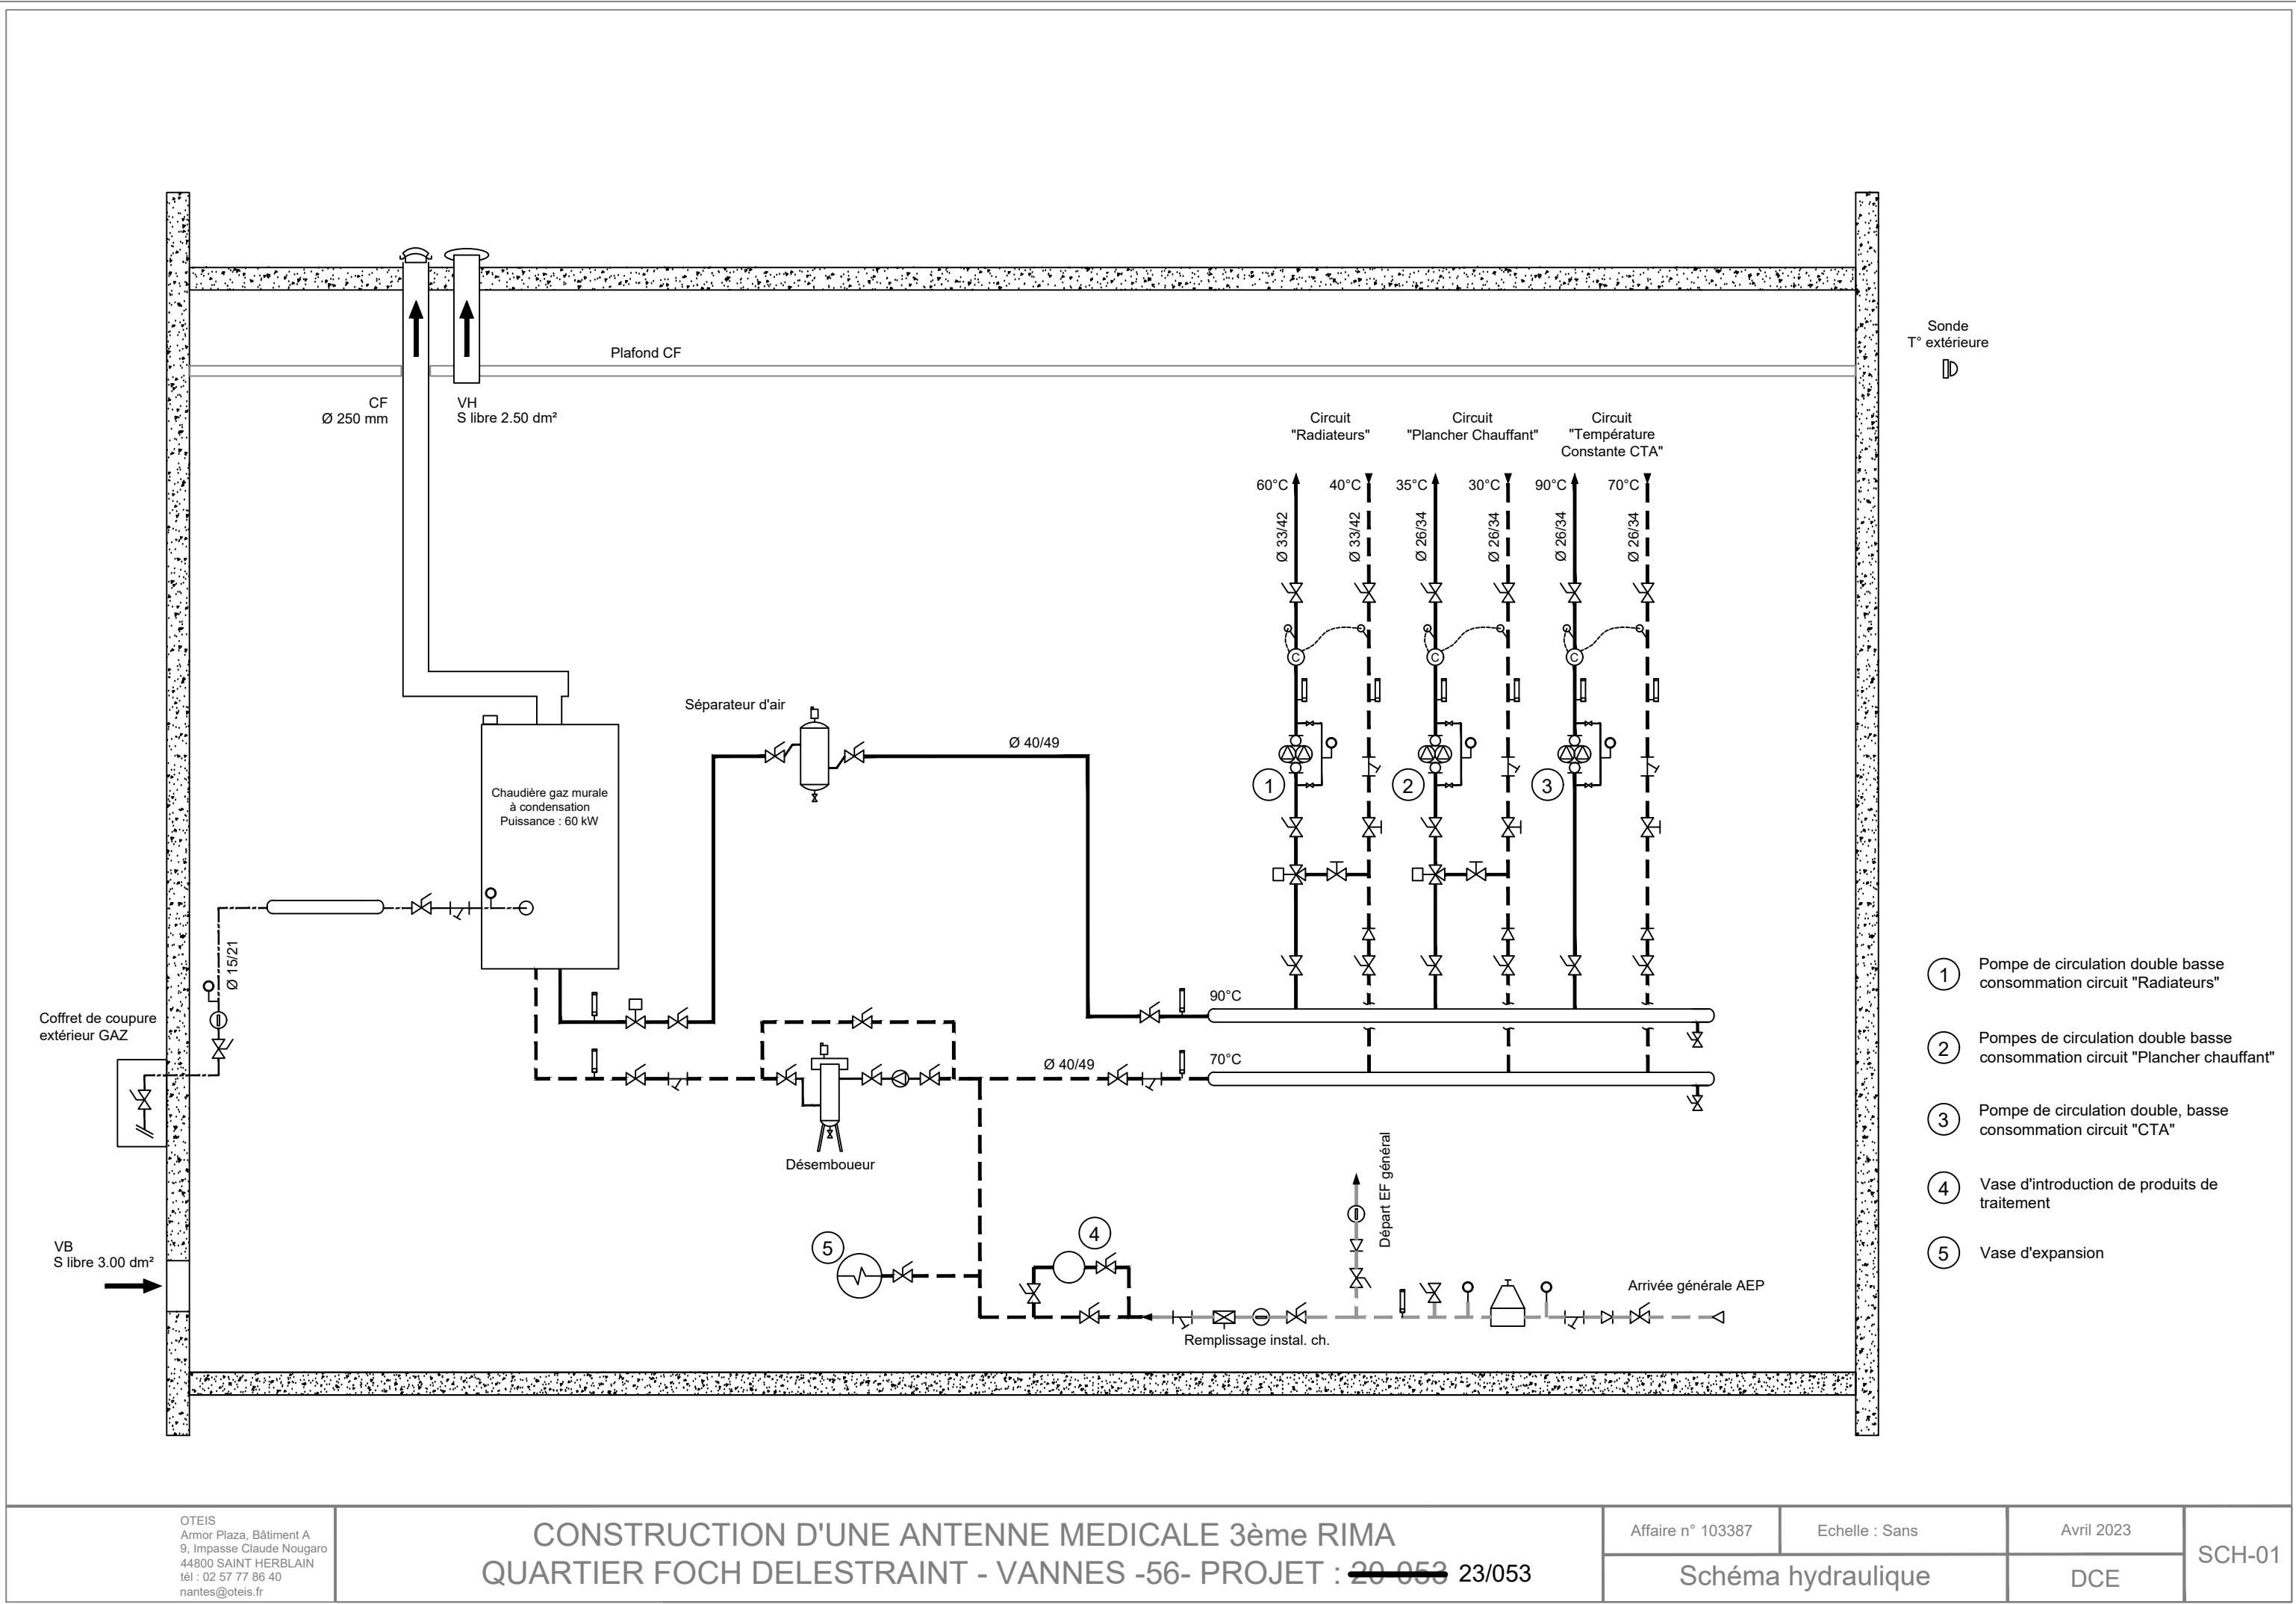 Plafond CF
Sonde
T° extérieure
CF
Ø 250 mm
VH
S libre 2.50 dm²
Circuit
"Radiateurs"
Circuit
"Plancher Chauffant"
Circuit
"Température
Constante CTA"
60°C
40°C
35°C
30°C
90°C
70°C
Ø 33/42
Ø 33/42
Ø 26/34
Ø 26/34
Ø 26/34
Ø 26/34
C
C
C
Séparateur d'air
Ø 40/49
1
2
3
Chaudière gaz murale
à condensation
Puissance : 60 kW
Ø 15/21
Coffret de coupure
extérieur GAZ
90°C
Ø 40/49
70°C
Désemboueur
1
Pompe de circulation double basse
consommation circuit "Radiateurs"
2
Pompes de circulation double basse
consommation circuit "Plancher chauffant"
3
Pompe de circulation double, basse
consommation circuit "CTA"
4
Vase d'introduction de produits de
traitement
5
Vase d'expansion
VB
S libre 3.00 dm²
5
4
Départ EF général
Arrivée générale AEP
Remplissage instal. ch.
OTEIS
Armor Plaza, Bâtiment A
9, Impasse Claude Nougaro
44800 SAINT HERBLAIN
tél : 02 57 77 86 40
nantes@oteis.fr
CONSTRUCTION D'UNE ANTENNE MEDICALE 3ème RIMA
QUARTIER FOCH DELESTRAINT - VANNES -56- PROJET : 20-053 23/053
Affaire n° 103387
Echelle : Sans
Avril 2023
Schéma hydraulique
DCE
SCH-01